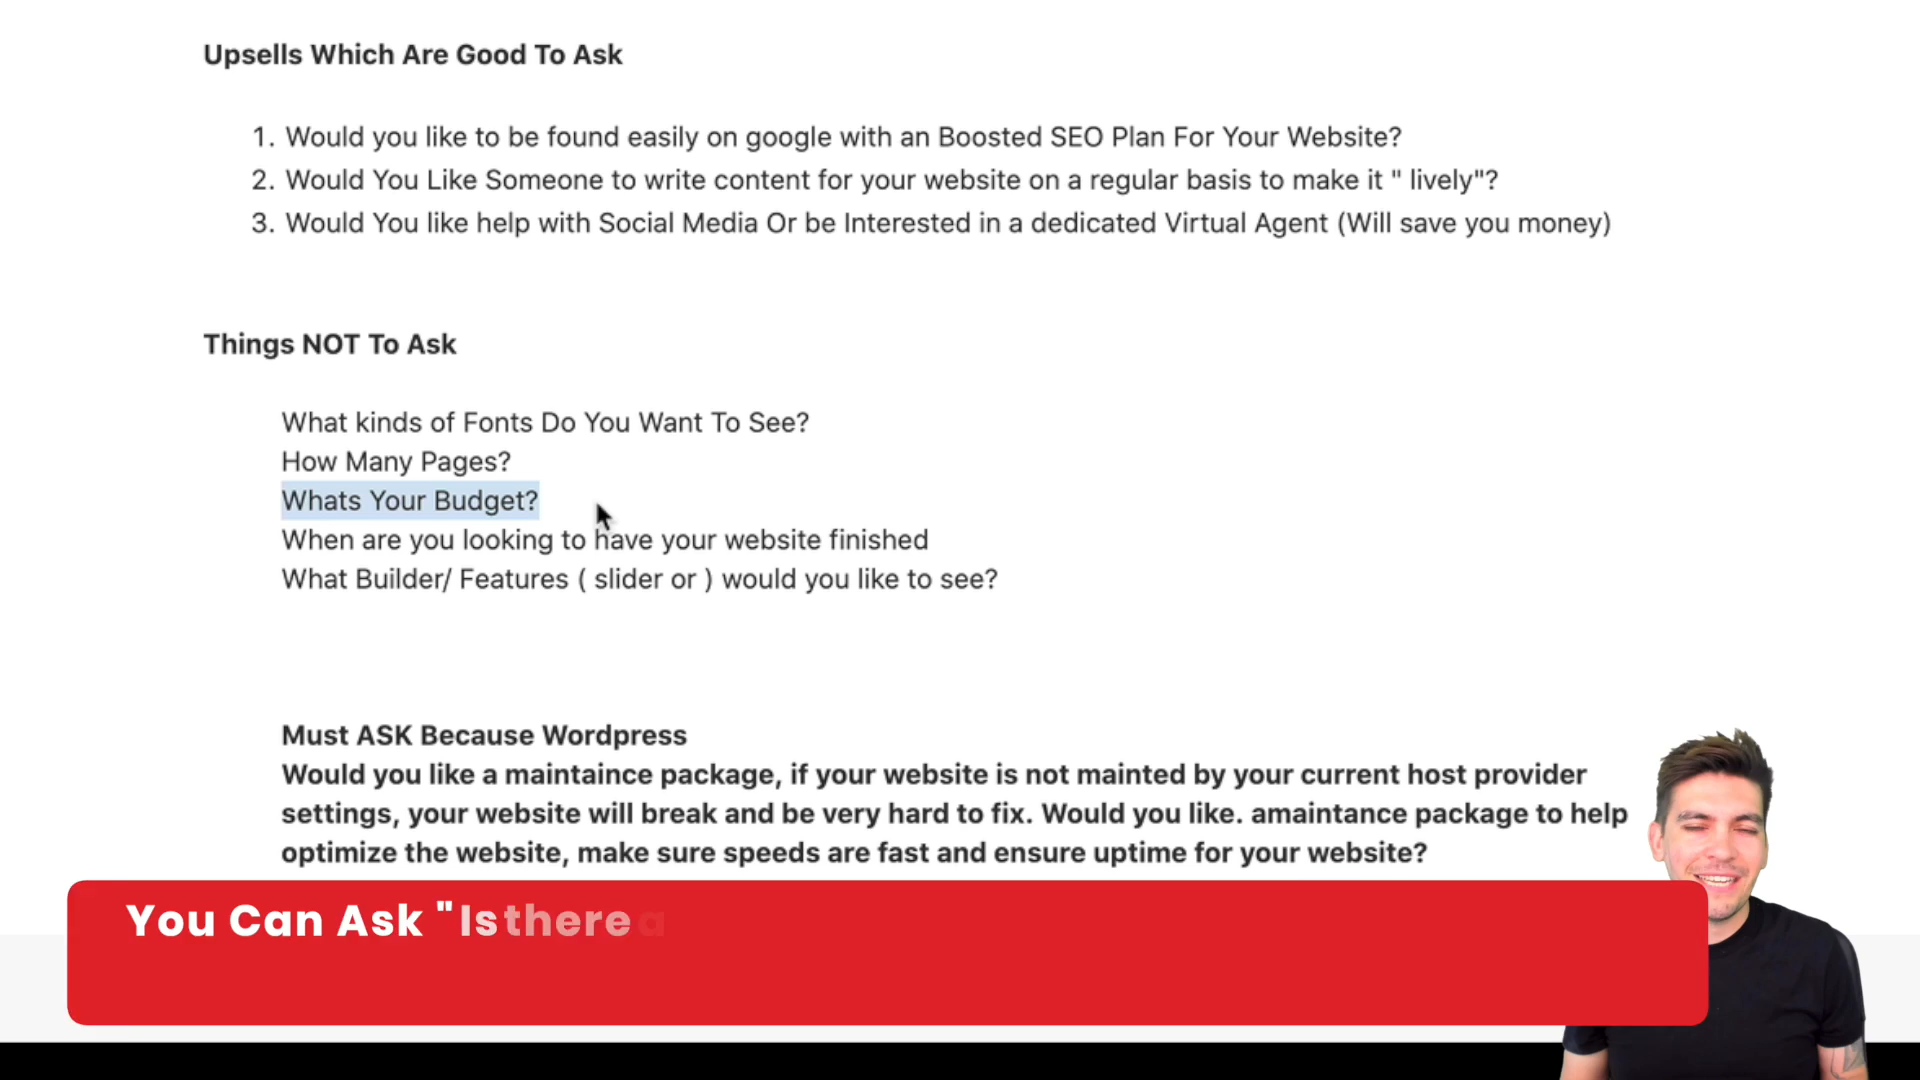 Upsells Which Are Good To Ask
1. Would you like to be found easily on google with an Boosted SEO Plan For Your Website?
2. Would You Like Someone to write content for your website on a regular basis to make it " lively"?
3. Would You like help with Social Media Or be Interested in a dedicated Virtual Agent (Will save you money)
Things NOT To Ask
What kinds of Fonts Do You Want To See?
How Many Pages?
Whats Your Budget?
When are you looking to have your website finished
What Builder/ Features ( slider or ) would you like to see?
Must ASK Because Wordpress
Would you like a maintaince package, if your website is not mainted by your current host provider
settings, your website will break and be very hard to fix. Would you like. amaintance package to help
optimize the website, make sure speeds are fast and ensure uptime for your website?
You Can Ask "Is there a